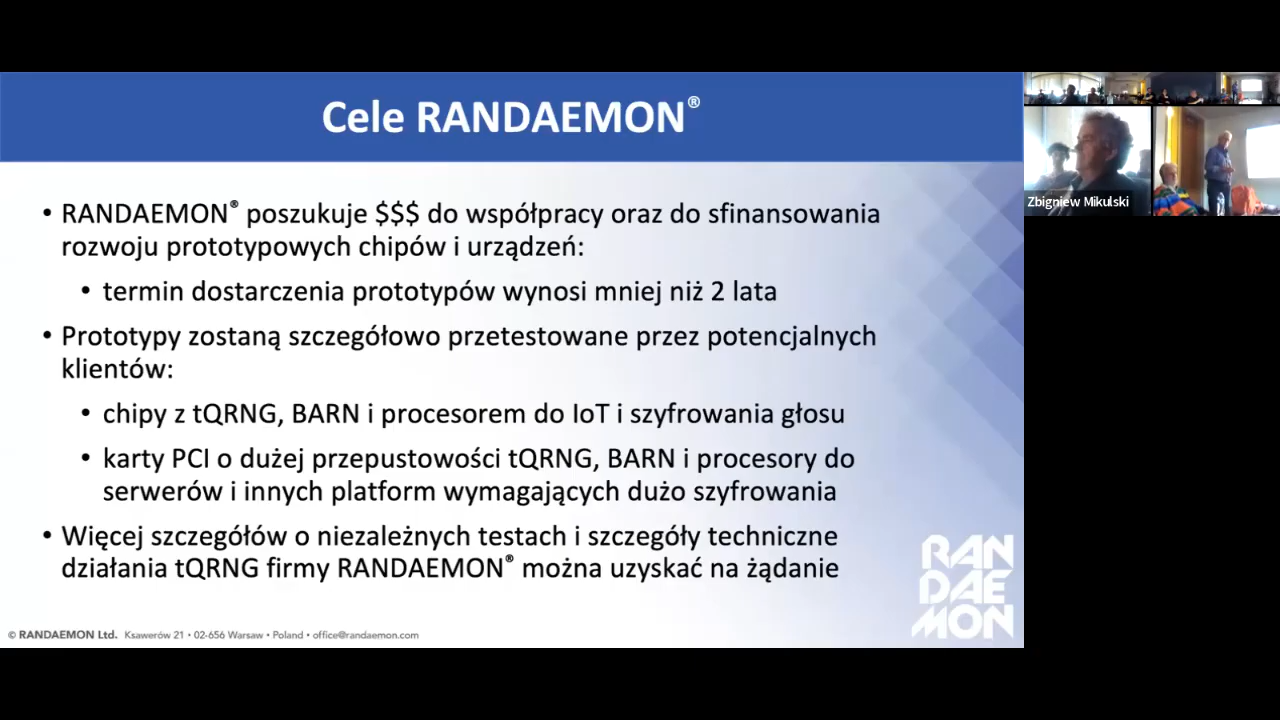 Cele RANDAEMON®
• RANDAEMON® poszukuje $$$ do współpracy oraz do sfinansowania
rozwoju prototypowych chipów i urządzeń:
• termin dostarczenia prototypów wynosi mniej niż 2 lata
• Prototypy zostaną szczegółowo przetestowane przez potencjalnych
klientów:
• chipy z tQRNG, BARN i procesorem do IoT i szyfrowania głosu
• karty PCI o dużej przepustowości tQRNG, BARN i procesory do
serwerów i innych platform wymagających dużo szyfrowania
• Więcej szczegółów o niezależnych testach i szczegóły techniczne
działania tQRNG firmy RANDAEMON® można uzyskać na żądanie
RAN
DAE
MON
© RANDAEMON Ltd. Ksawerów 21 • 02-656 Warsaw • Poland • office@randaemon.com
Zbigniew Mikulski